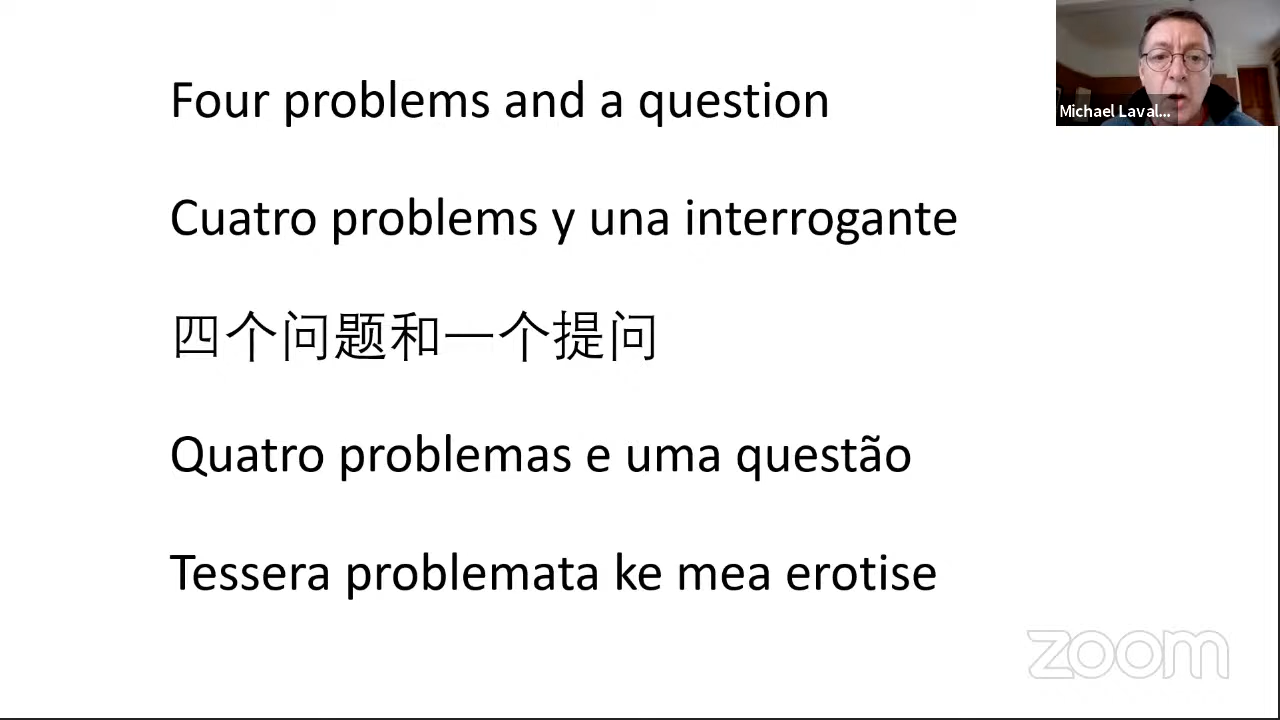 Four problems and a question
Michael Laval...
Cuatro problems y una interrogante
四个问题和一个提问
Quatro problemas e uma questão
Tessera problemata ke mea erotise
zoom